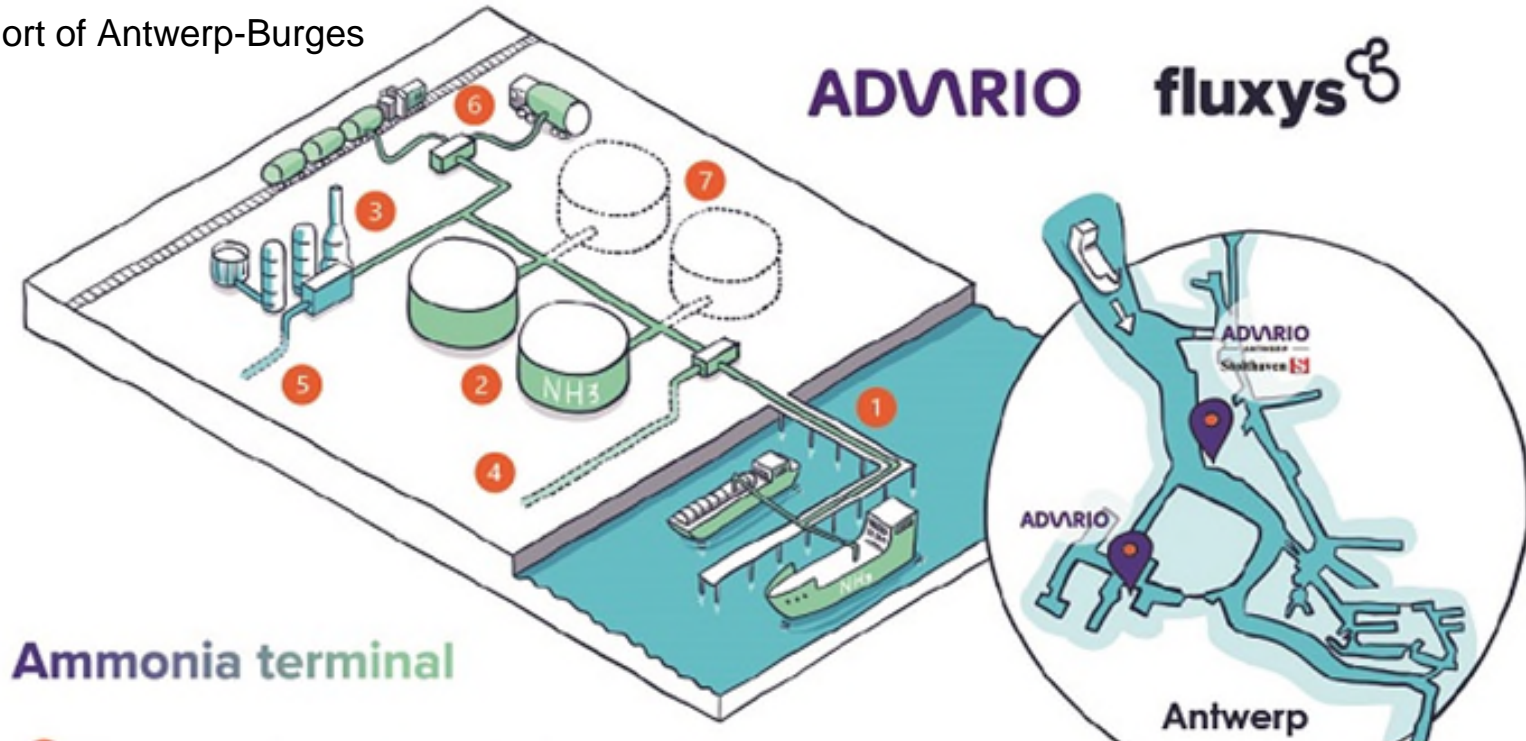 ort of Antwerp-Burges
ADVARIO fluxys
6
7
3
ADVARIO
ANTWERP
Stolthaven S
2
NH3
5
1
4
ADVARIO
NH3
Ammonia terminal
Antwerp